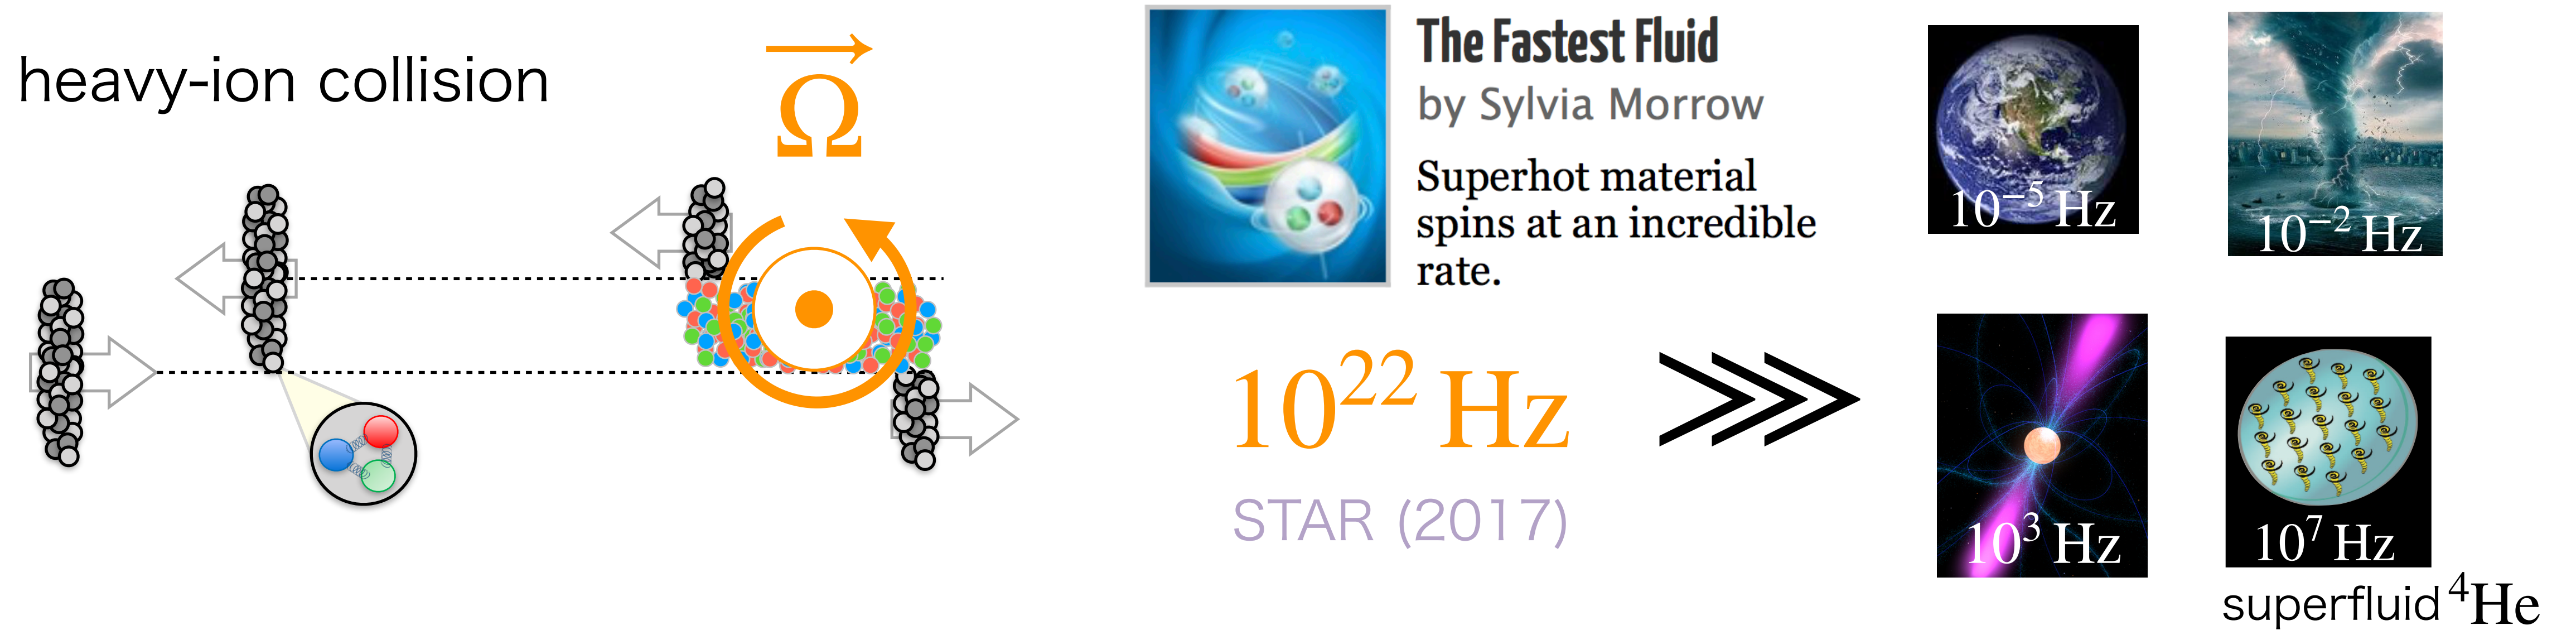 heavy-ion collision
Ω
The Fastest Fluid
by Sylvia Morrow
Superhot material
spins at an incredible
rate.
10²² Hz
STAR (2017)
10⁻⁵ Hz
10⁻² Hz
10³ Hz
10⁷ Hz
superfluid ⁴He